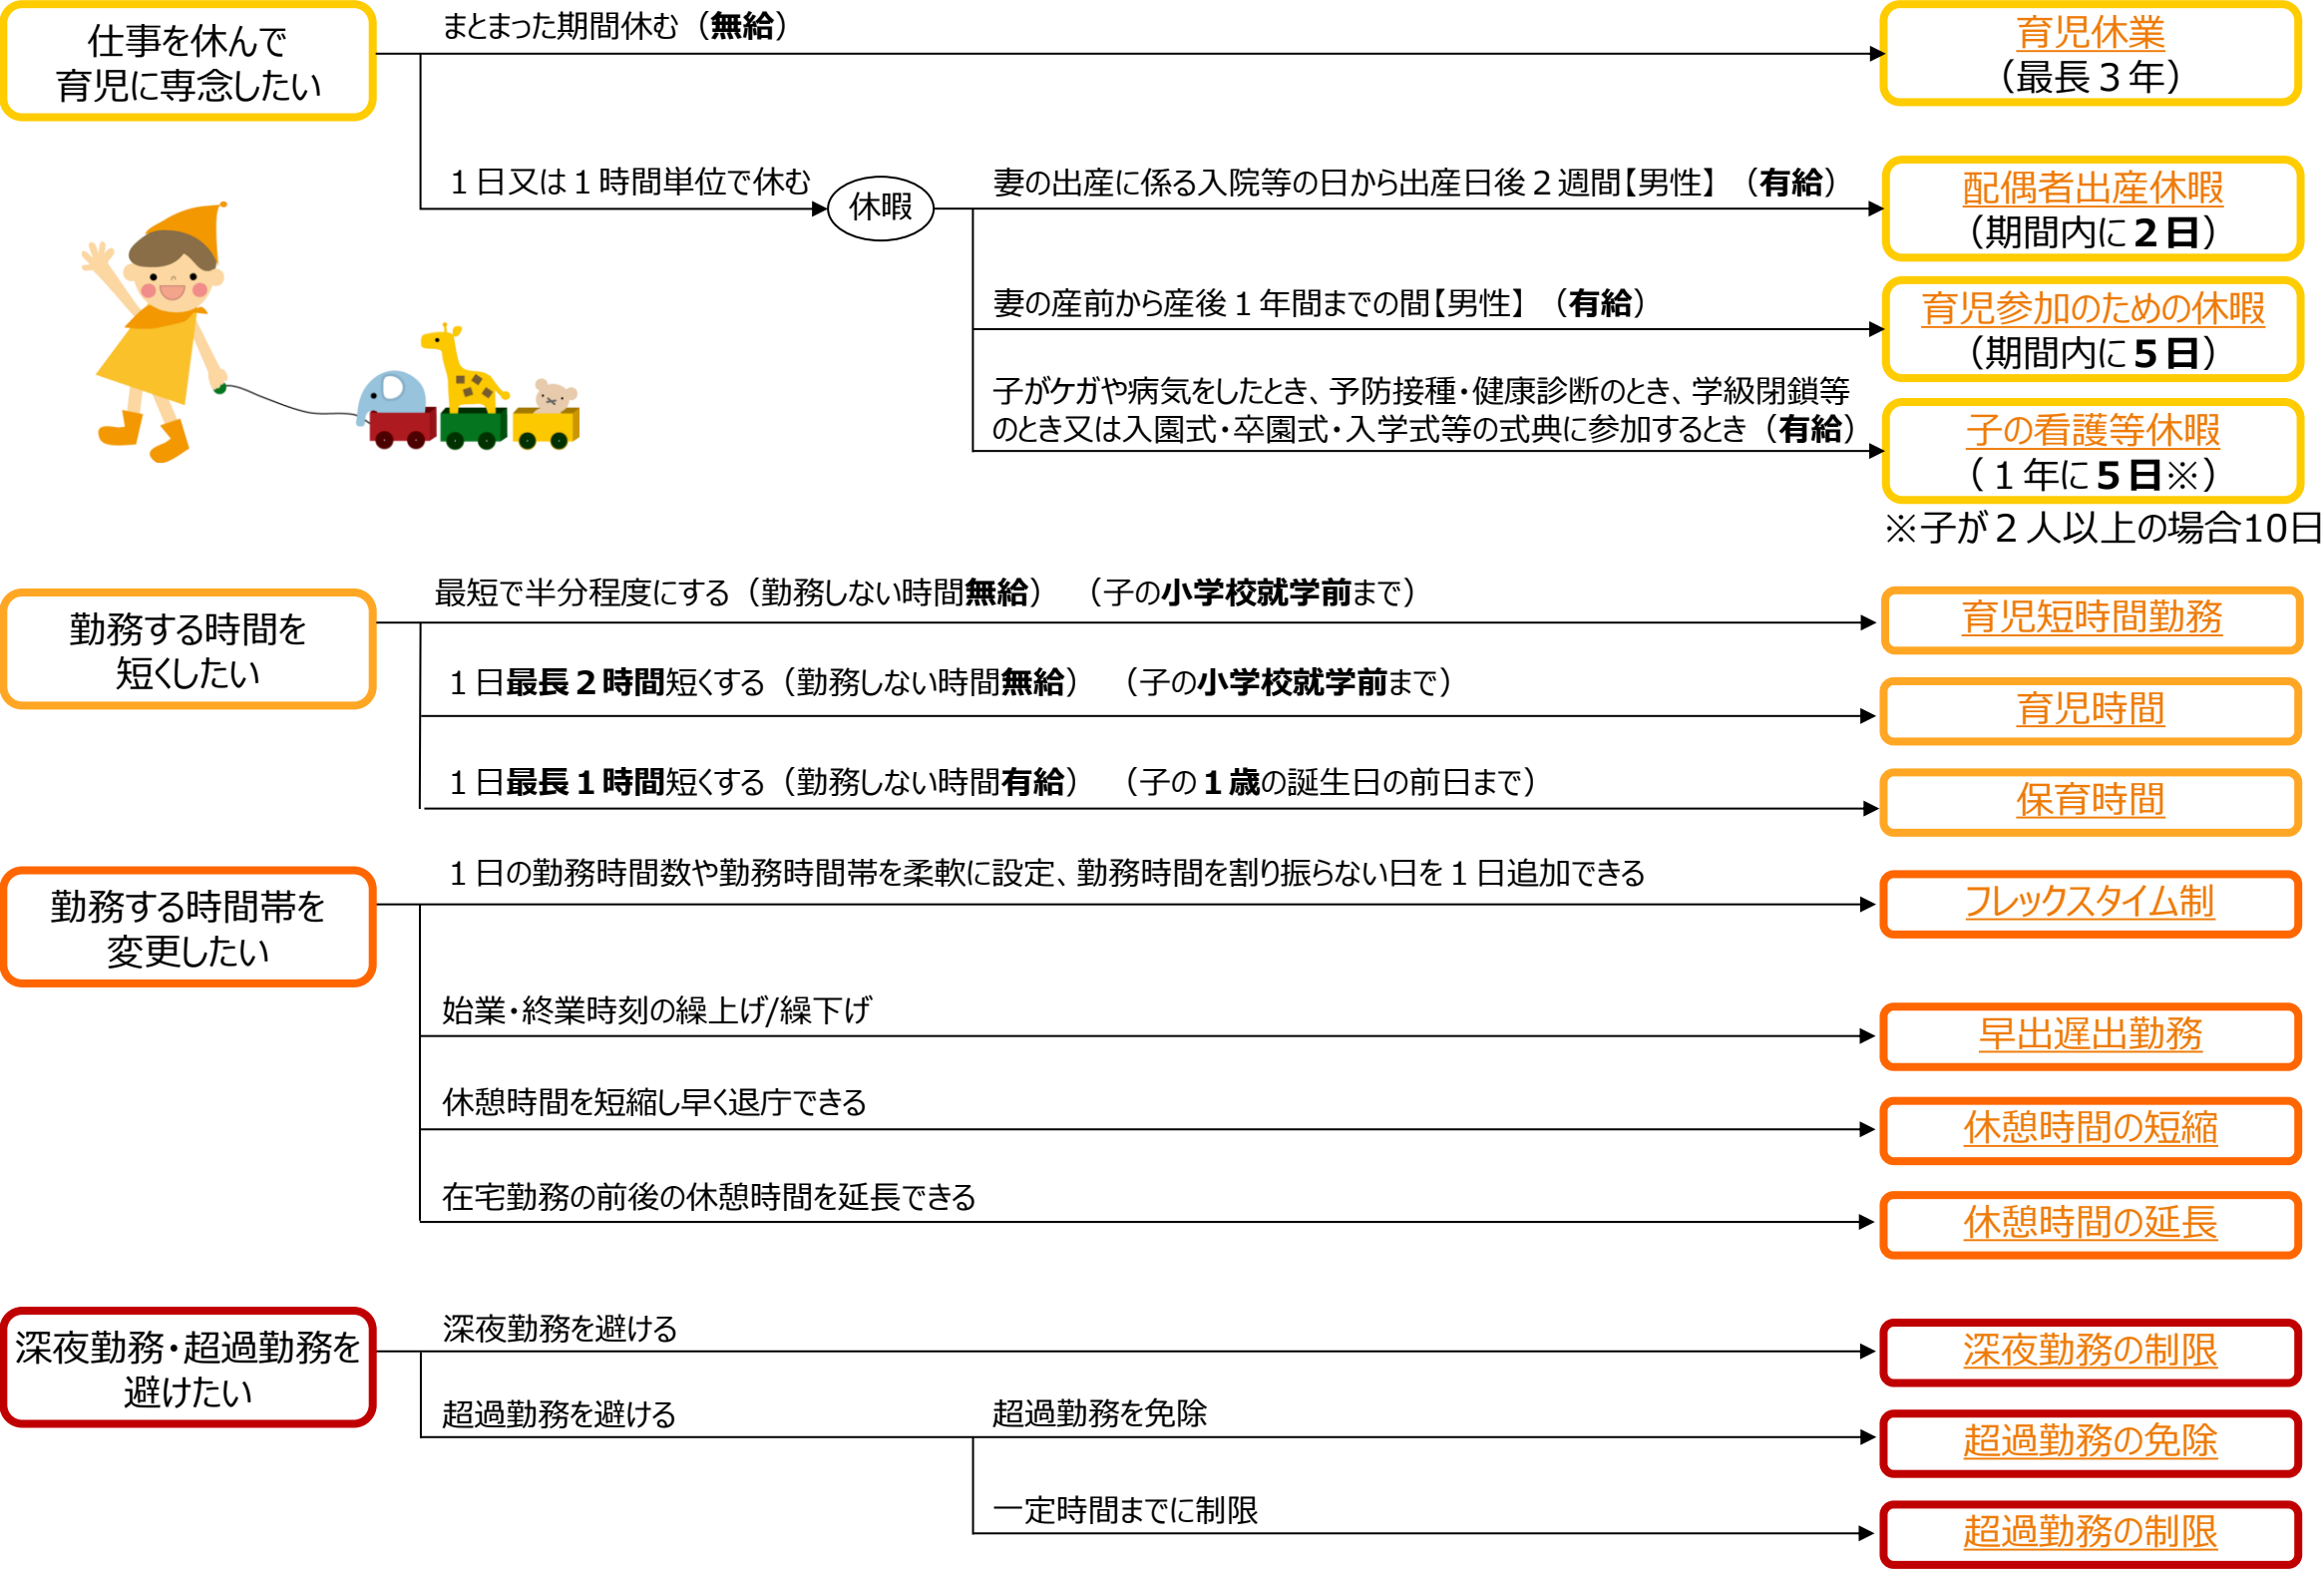 仕事を休んで
育児に専念したい
まとまった期間休む（無給）
育児休業
（最長３年）
１日又は１時間単位で休む
休暇
妻の出産に係る入院等の日から出産日後２週間【男性】（有給）
配偶者出産休暇
（期間内に２日）
妻の産前から産後１年間までの間【男性】（有給）
育児参加のための休暇
（期間内に５日）
子がケガや病気をしたとき、予防接種・健康診断のとき、学級閉鎖等
のとき又は入園式・卒園式・入学式等の式典に参加するとき（有給）
子の看護等休暇
（１年に５日※）
※子が２人以上の場合10日
勤務する時間を
短くしたい
最短で半分程度にする（勤務しない時間無給）　（子の小学校就学前まで）
育児短時間勤務
１日最長２時間短くする（勤務しない時間無給）　（子の小学校就学前まで）
育児時間
１日最長１時間短くする（勤務しない時間有給）　（子の１歳の誕生日の前日まで）
保育時間
勤務する時間帯を
変更したい
１日の勤務時間数や勤務時間帯を柔軟に設定、勤務時間を割り振らない日を１日追加できる
フレックスタイム制
始業・終業時刻の繰上げ/繰下げ
早出遅出勤務
休憩時間を短縮し早く退庁できる
休憩時間の短縮
在宅勤務の前後の休憩時間を延長できる
休憩時間の延長
深夜勤務・超過勤務を
避けたい
深夜勤務を避ける
深夜勤務の制限
超過勤務を避ける
超過勤務を免除
超過勤務の免除
一定時間までに制限
超過勤務の制限